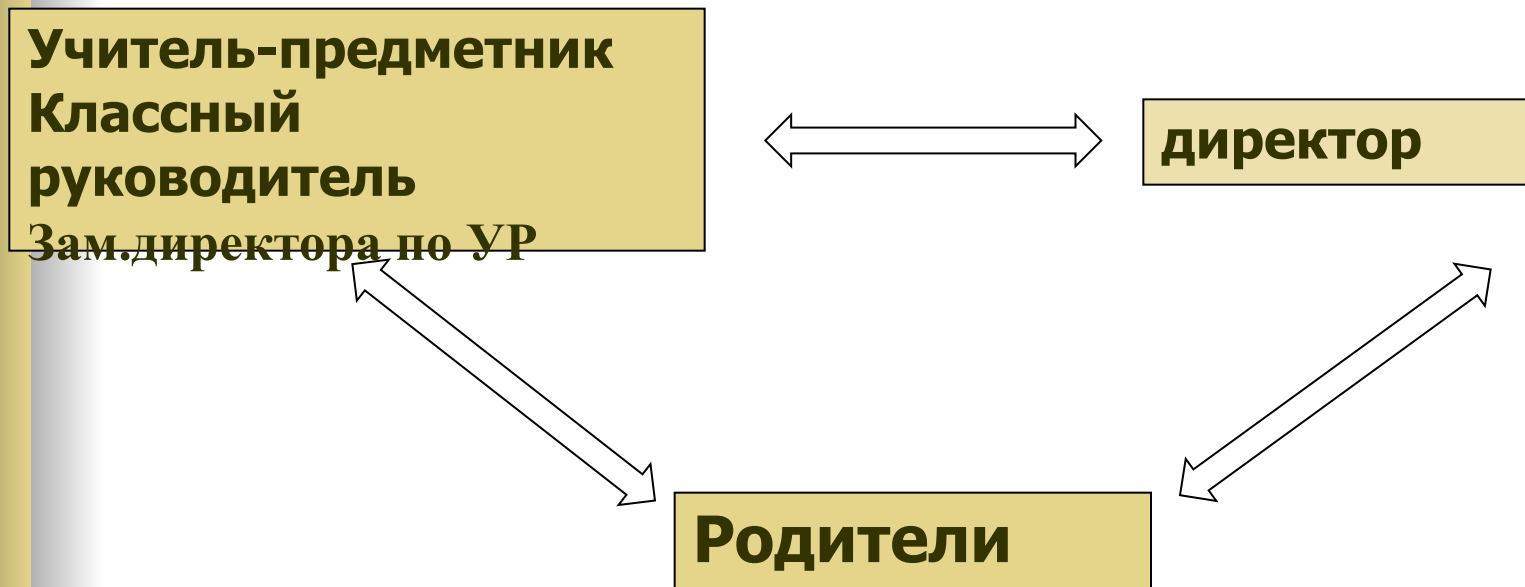 Учитель-предметник
Классный
руководитель
Зам.директора по УР
директор
Родители